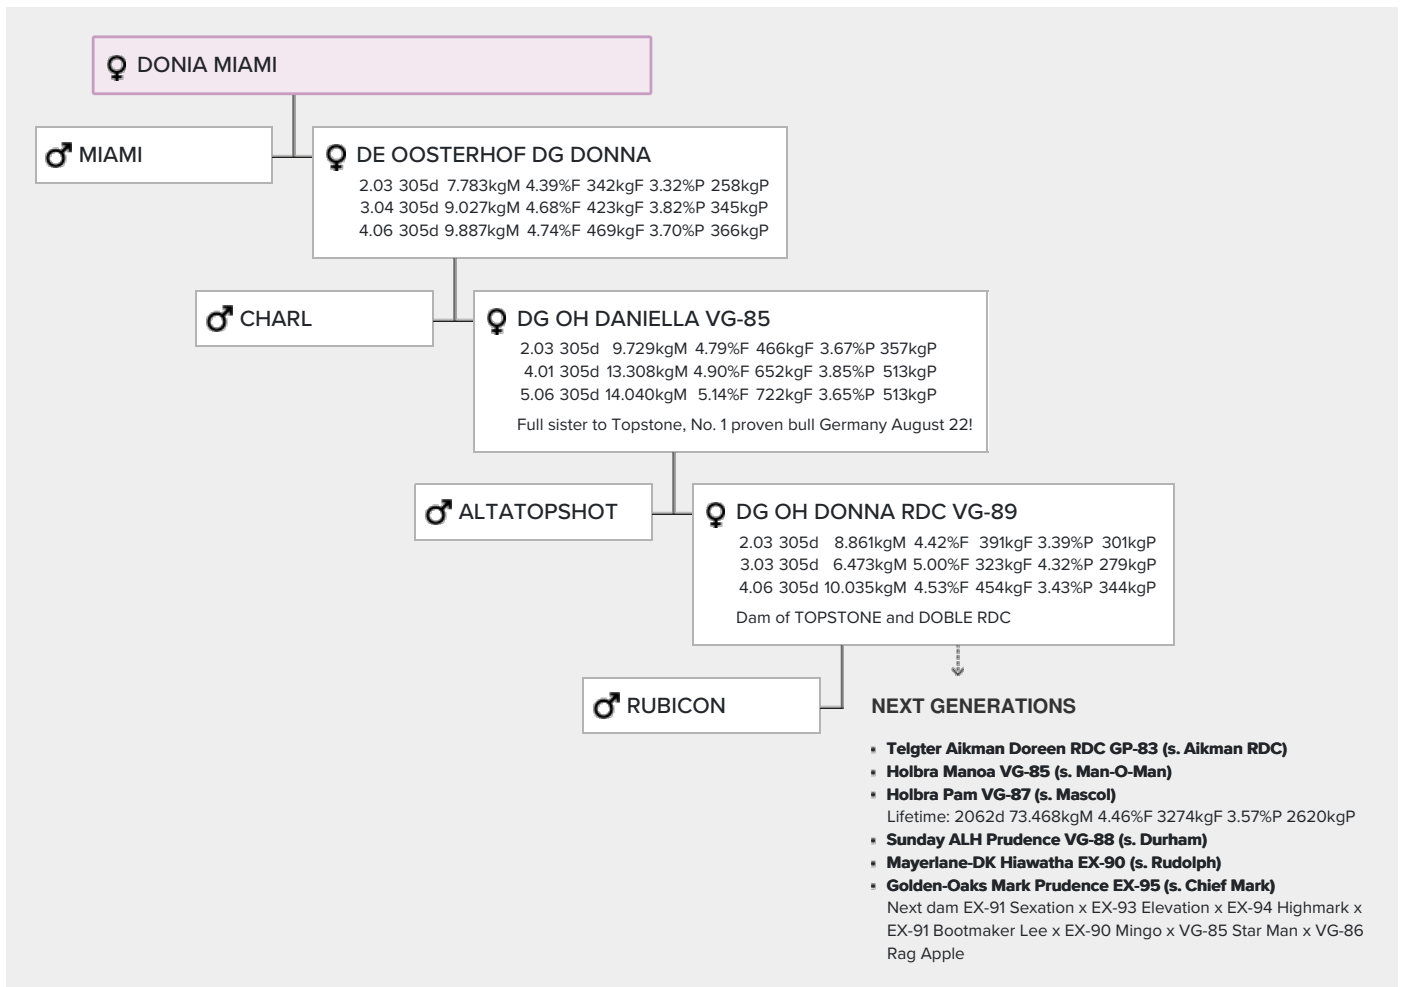 DONIA MIAMI
MIAMI
DE OOSTERHOF DG DONNA
2.03 305d 7.783kgM 4.39%F 342kgF 3.32%P 258kgP
3.04 305d 9.027kgM 4.68%F 423kgF 3.82%P 345kgP
4.06 305d 9.887kgM 4.74%F 469kgF 3.70%P 366kgP
CHARL
DG OH DANIELLA VG-85
2.03 305d 9.729kgM 4.79%F 466kgF 3.67%P 357kgP
4.01 305d 13.308kgM 4.90%F 652kgF 3.85%P 513kgP
5.06 305d 14.040kgM 5.14%F 722kgF 3.65%P 513kgP
Full sister to Topstone, No. 1 proven bull Germany August 22!
ALTATOPSHOT
DG OH DONNA RDC VG-89
2.03 305d 8.861kgM 4.42%F 391kgF 3.39%P 301kgP
3.03 305d 6.473kgM 5.00%F 323kgF 4.32%P 279kgP
4.06 305d 10.035kgM 4.53%F 454kgF 3.43%P 344kgP
Dam of TOPSTONE and DOBLE RDC
RUBICON
NEXT GENERATIONS
▪ Telgter Aikman Doreen RDC GP-83 (s. Aikman RDC)
▪ Holbra Manoa VG-85 (s. Man-O-Man)
▪ Holbra Pam VG-87 (s. Mascol)
Lifetime: 2062d 73.468kgM 4.46%F 3274kgF 3.57%P 2620kgP
▪ Sunday ALH Prudence VG-88 (s. Durham)
▪ Mayerlane-DK Hiawatha EX-90 (s. Rudolph)
▪ Golden-Oaks Mark Prudence EX-95 (s. Chief Mark)
Next dam EX-91 Sexation x EX-93 Elevation x EX-94 Highmark x
EX-91 Bootmaker Lee x EX-90 Mingo x VG-85 Star Man x VG-86
Rag Apple